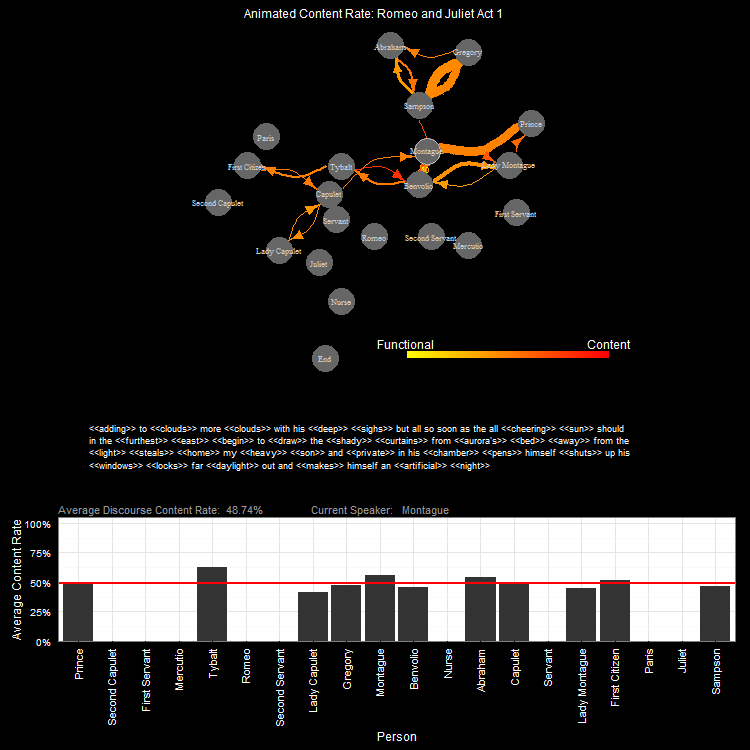 Animated Content Rate: Romeo and Juliet Act 1
Abraham
Gregory
Sampson
Prince
Paris
Montague
First Citizen
Tybalt
Lady Montague
Benvolio
Capulet
Second Capulet
Servant
First Servant
Romeo
Second Servant
Mercutio
Lady Capulet
Juliet
Nurse
End
Functional Content
<<adding>> to <<clouds>> more <<clouds>> with his <<deep>> <<sighs>> but all so soon as the all <<cheering>> <<sun>> should
in the <<furthest>> <<east>> <<begin>> to <<draw>> the <<shady>> <<curtains>> from <<aurora's>> <<bed>> <<away>> from the
<<light>> <<steals>> <<home>> my <<heavy>> <<son>> and <<private>> in his <<chamber>> <<pens>> himself <<shuts>> up his
<<windows>> <<locks>> far <<daylight>> out and <<makes>> himself an <<artificial>> <<night>>
Average Discourse Content Rate: 48.74% Current Speaker: Montague
Average Content Rate
100%
75%
50%
25%
0%
Prince
Second Capulet
First Servant
Mercutio
Tybalt
Romeo
Second Servant
Lady Capulet
Gregory
Montague
Benvolio
Nurse
Abraham
Capulet
Servant
Lady Montague
First Citizen
Paris
Juliet
Sampson
Person